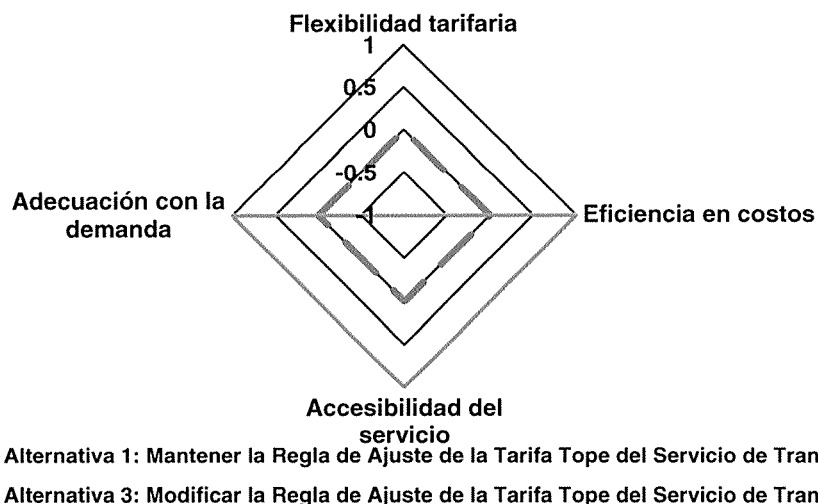 Flexibilidad tarifaria
1
0.5
0
-0.5
-1
Adecuación con la
demanda
Eficiencia en costos
Accesibilidad del
servicio
Alternativa 1: Mantener la Regla de Ajuste de la Tarifa Tope del Servicio de Tran
Alternativa 3: Modificar la Regla de Ajuste de la Tarifa Tope del Servicio de Tran